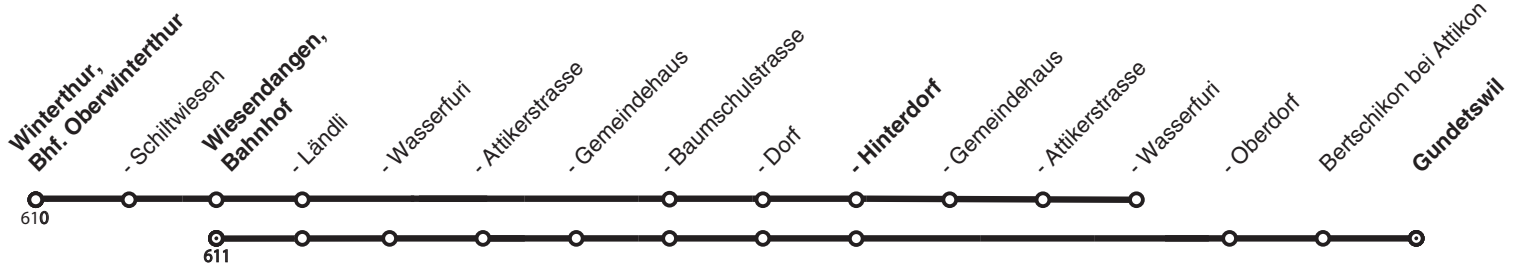 Winterthur,
Bhf. Oberwinterthur
- Schiltwiesen
Wiesendangen,
Bahnhof
- Ländli
- Wasserfuri
- Attikerstrasse
- Gemeindehaus
- Baumschulstrasse
- Dorf
- Hinterdorf
- Gemeindehaus
- Attikerstrasse
- Wasserfuri
- Oberdorf
Bertschikon bei Attikon
Gundetswil
610
611